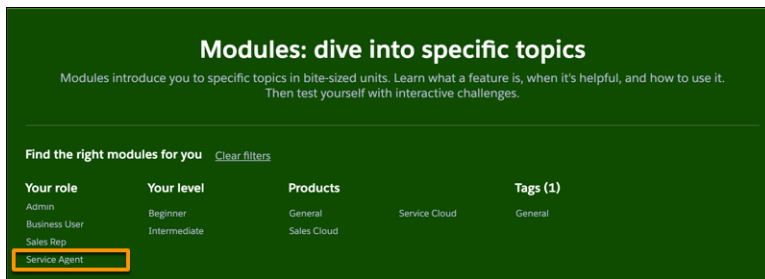 Modules: dive into specific topics
Modules introduce you to specific topics in bite-sized units. Learn what a feature is, when it's helpful, and how to use it.
Then test yourself with interactive challenges.
Find the right modules for you Clear filters
Your role Your level Products Tags (1)
Admin
Beginner General Service Cloud General
Business User
Intermediate Sales Cloud
Sales Rep
Service Agent